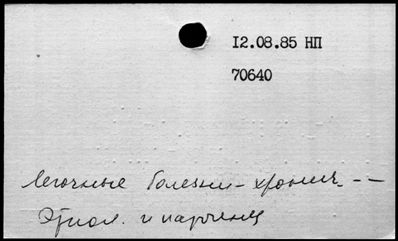 12.08.85 НП
70640
Легочные болезни - хронич. --
Этиол. и патогенез